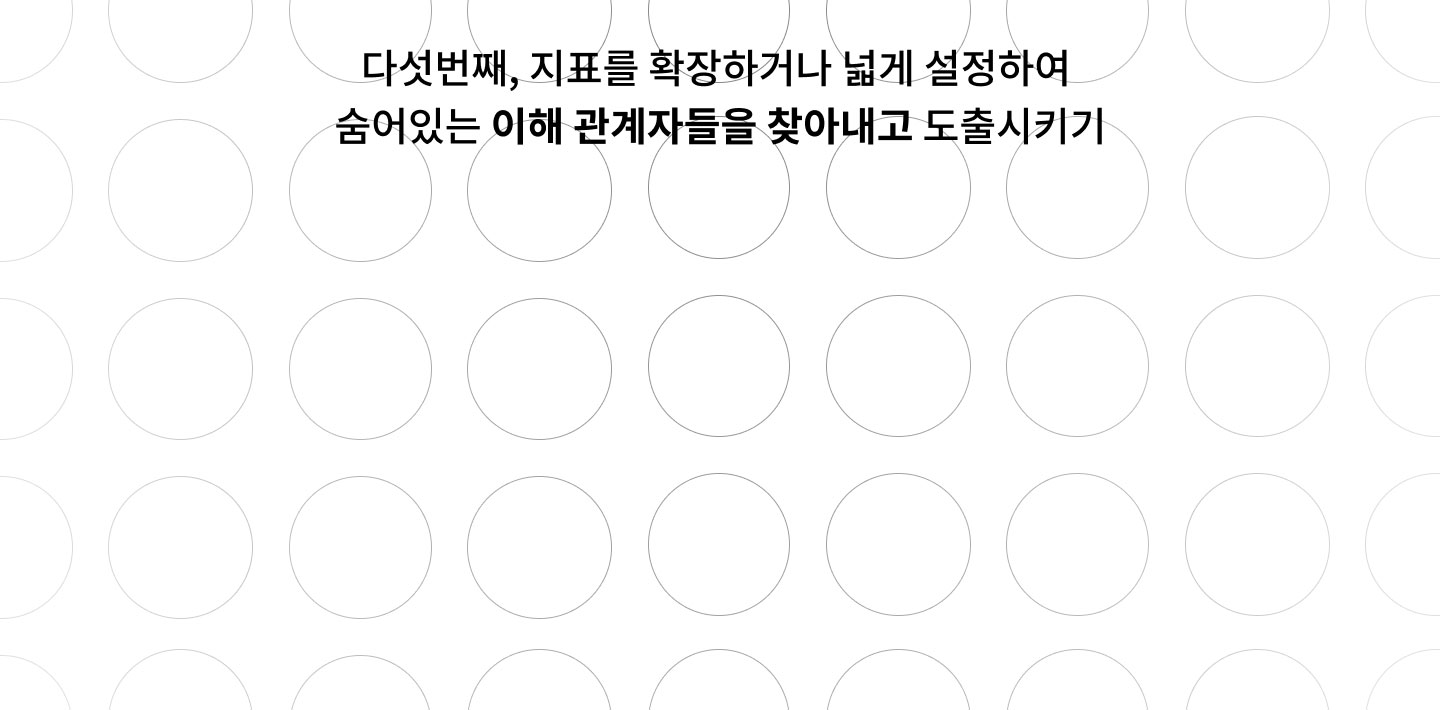 다섯번째, 지표를 확장하거나 넓게 설정하여
숨어있는 이해 관계자들을 찾아내고 도출시키기